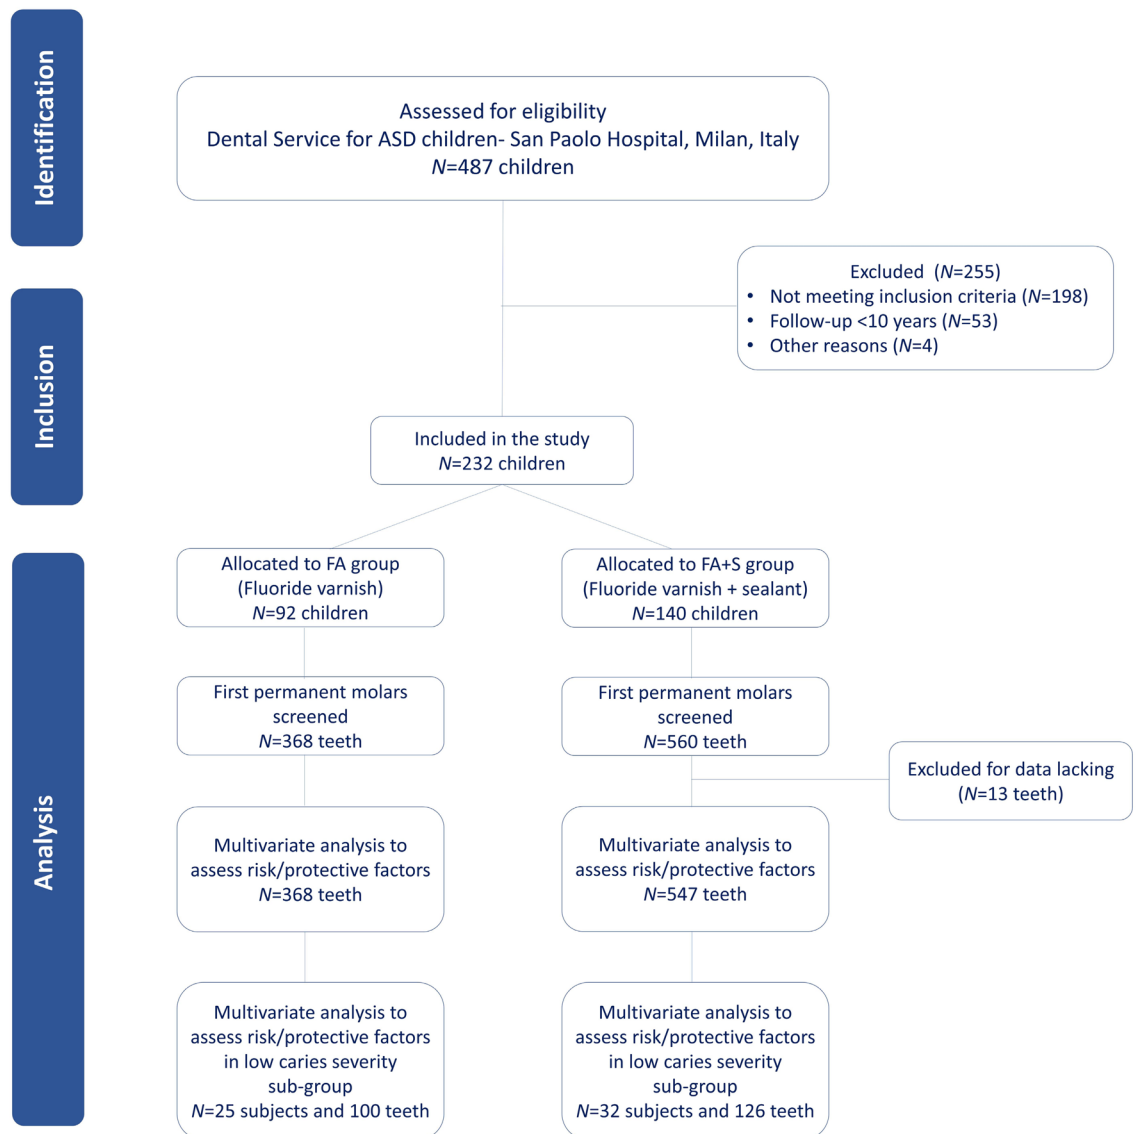 Identification
Assessed for eligibility
Dental Service for ASD children- San Paolo Hospital, Milan, Italy
N=487 children
Excluded (N=255)
• Not meeting inclusion criteria (N=198)
• Follow-up <10 years (N=53)
• Other reasons (N=4)
Inclusion
Included in the study
N=232 children
Analysis
Allocated to FA group
(Fluoride varnish)
N=92 children
Allocated to FA+S group
(Fluoride varnish + sealant)
N=140 children
First permanent molars
screened
N=368 teeth
First permanent molars
screened
N=560 teeth
Excluded for data lacking
(N=13 teeth)
Multivariate analysis to
assess risk/protective factors
N=368 teeth
Multivariate analysis to
assess risk/protective factors
N=547 teeth
Multivariate analysis to
assess risk/protective factors
in low caries severity
sub-group
N=25 subjects and 100 teeth
Multivariate analysis to
assess risk/protective factors
in low caries severity
sub-group
N=32 subjects and 126 teeth